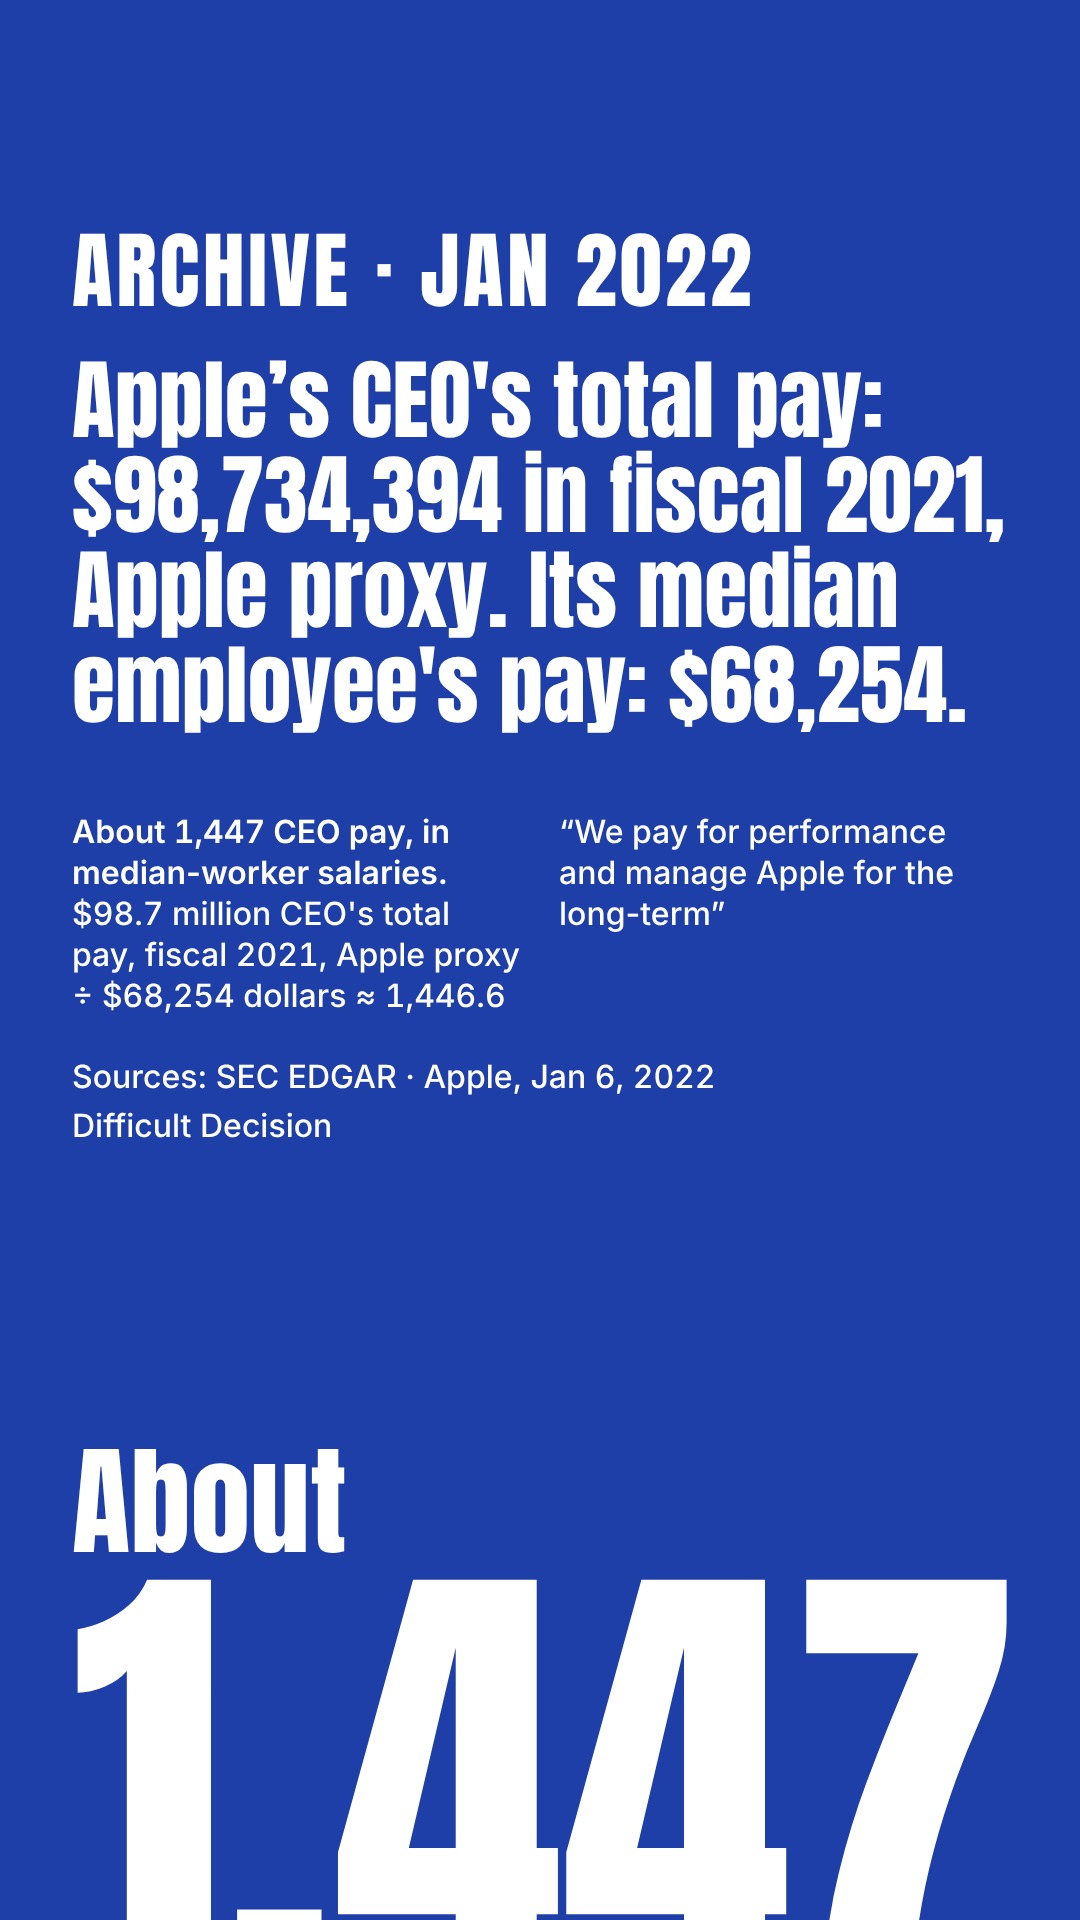 ARCHIVE · JAN 2022
Apple’s CEO's total pay:
$98,734,394 in fiscal 2021,
Apple proxy. Its median
employee's pay: $68,254.
About 1,447 CEO pay, in
median-worker salaries.
$98.7 million CEO's total
pay, fiscal 2021, Apple proxy
÷ $68,254 dollars ≈ 1,446.6
“We pay for performance
and manage Apple for the
long-term”
Sources: SEC EDGAR · Apple, Jan 6, 2022
Difficult Decision
About
1,447